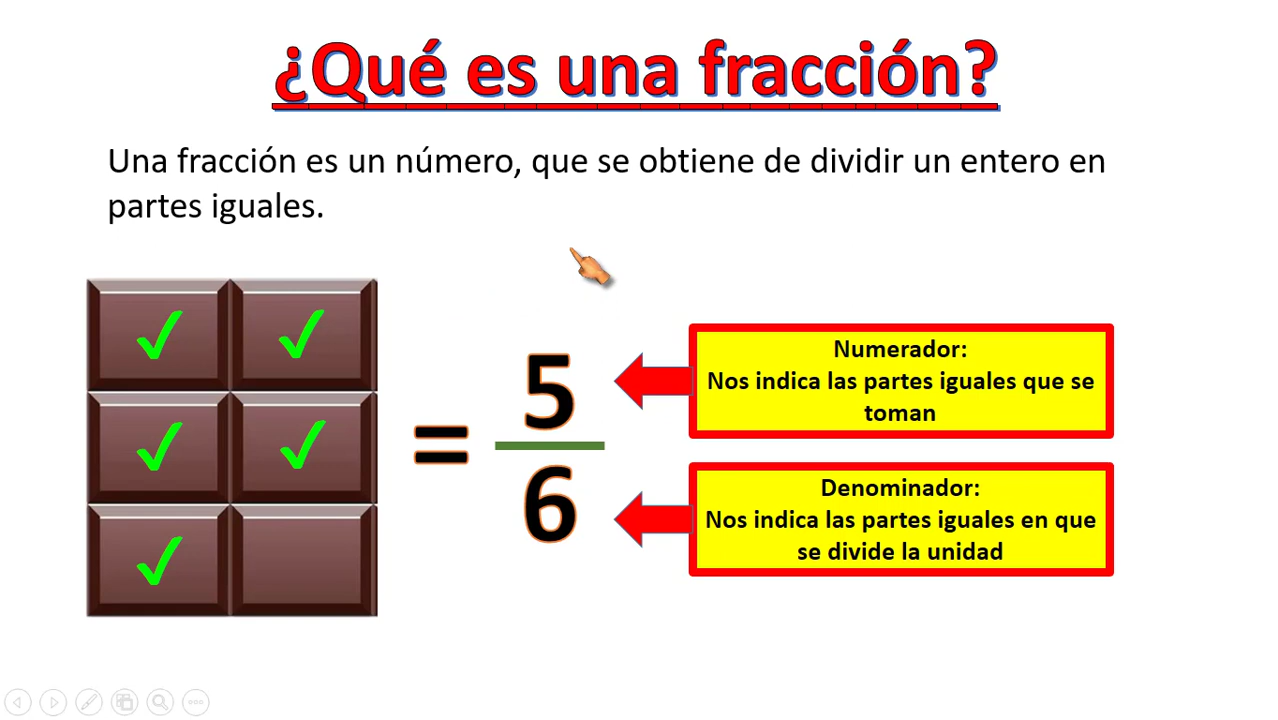 ¿Qué es una fracción?
Una fracción es un número, que se obtiene de dividir un entero en
partes iguales.
=
5
6
Numerador:
Nos indica las partes iguales que se
toman
Denominador:
Nos indica las partes iguales en que
se divide la unidad